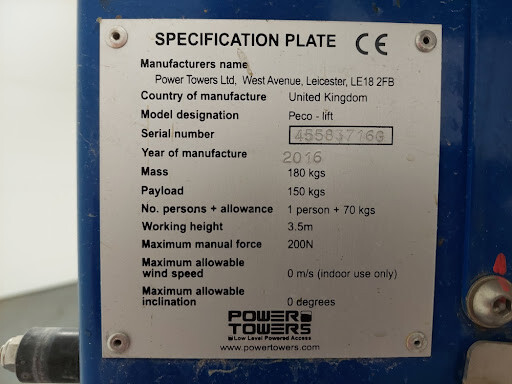 SPECIFICATION PLATE CE
Manufacturers name
Power Towers Ltd, West Avenue, Leicester, LE18 2FB
Country of manufacture United Kingdom
Model designation Peco - lift
Serial number 45583716G
Year of manufacture 2016
Mass 180 kgs
Payload 150 kgs
No. persons + allowance 1 person + 70 kgs
Working height 3.5m
Maximum manual force 200N
Maximum allowable
wind speed 0 m/s (indoor use only)
Maximum allowable
inclination 0 degrees
POWER
TOWERS
Low Level Powered Access
www.powertowers.com